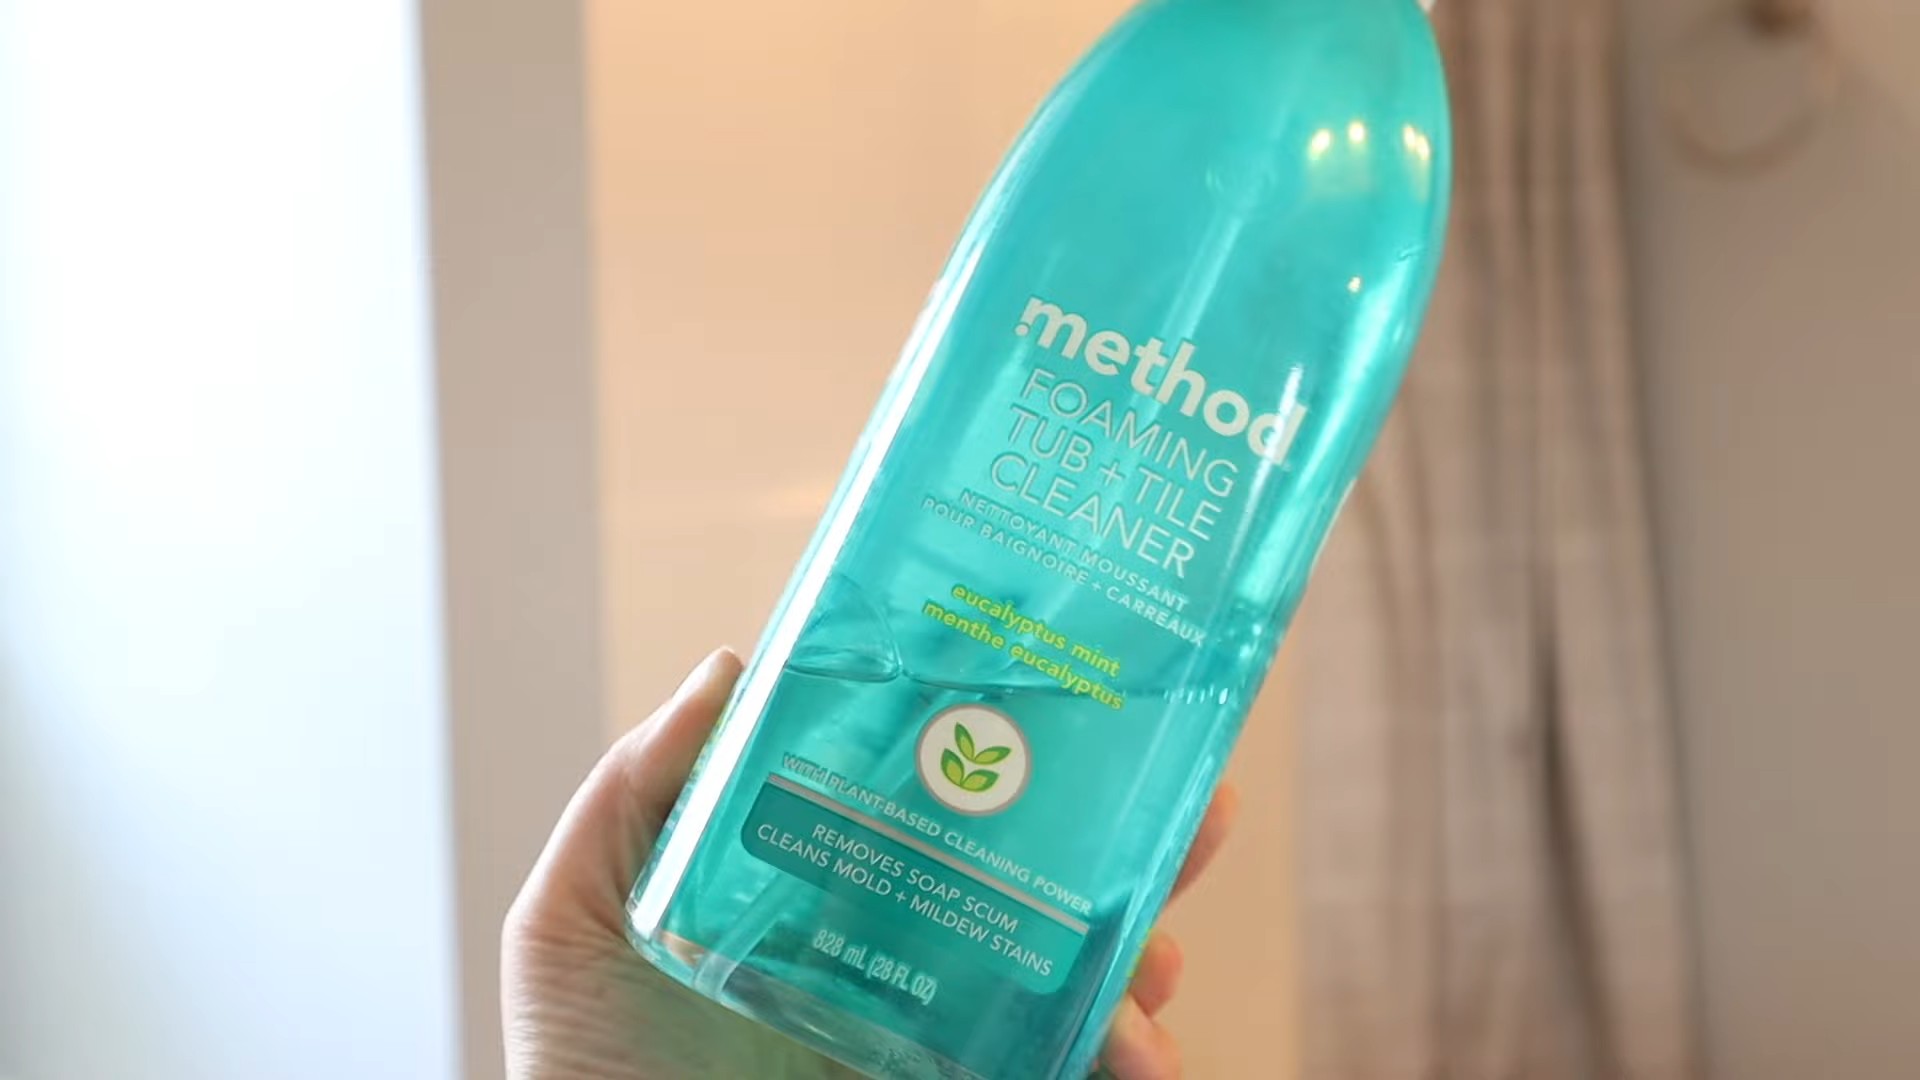 method
FOAMING
TUB + TILE
CLEANER
NETTOYANT MOUSSANT
POUR BAIGNOIRE + CARREAUX
eucalyptus mint
menthe eucalyptus
WITH PLANT-BASED CLEANING POWER
REMOVES SOAP SCUM
CLEANS MOLD + MILDEW STAINS
828 mL (28 FL OZ)